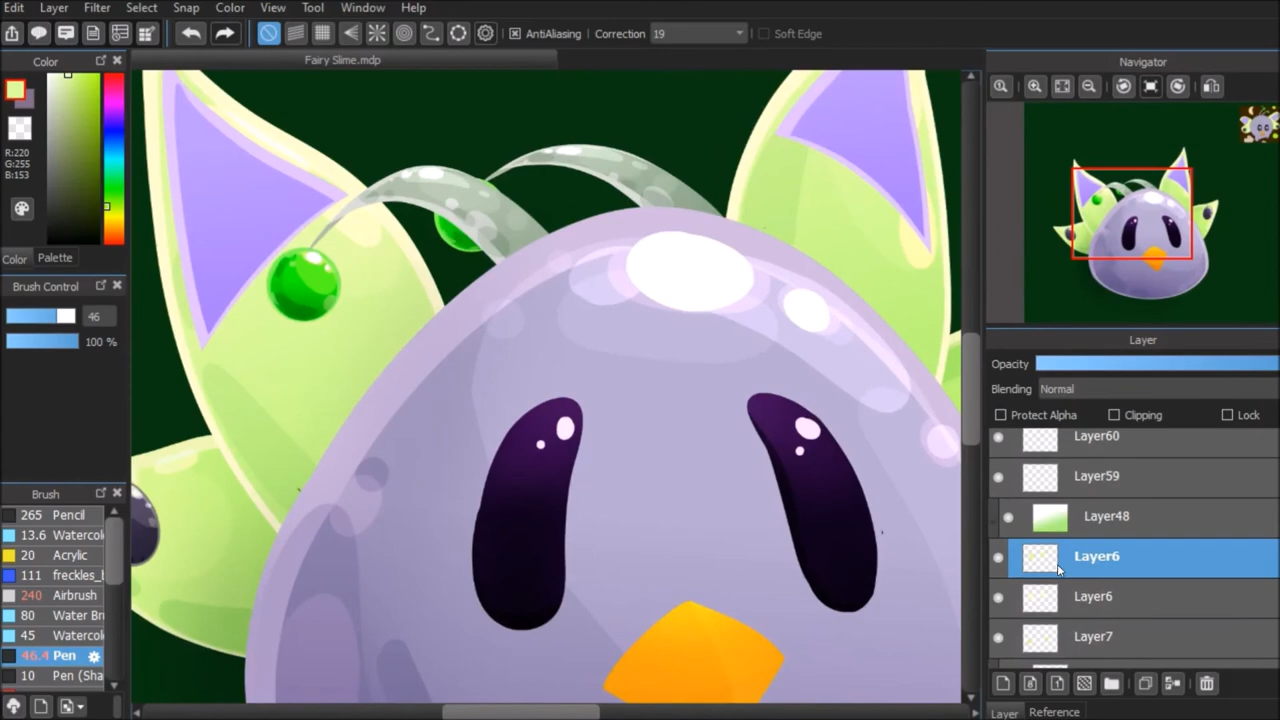 Edit Layer Filter Select Snap Color View Tool Window Help
AntiAliasing Correction 19 Soft Edge
Color
Fairy Slime.mdp
Navigator
R:220
G:255
B:153
Color Palette
Brush Control
46
100 %
Brush
265 Pencil
13.6 Waterco
20 Acrylic
111 freckles_
240 Airbrush
80 Water Br
45 Waterco
46.4 Pen
10 Pen (Sha
Layer
Opacity
Blending Normal
Protect Alpha Clipping Lock
Layer60
Layer59
Layer48
Layer6
Layer6
Layer7
Layer Reference